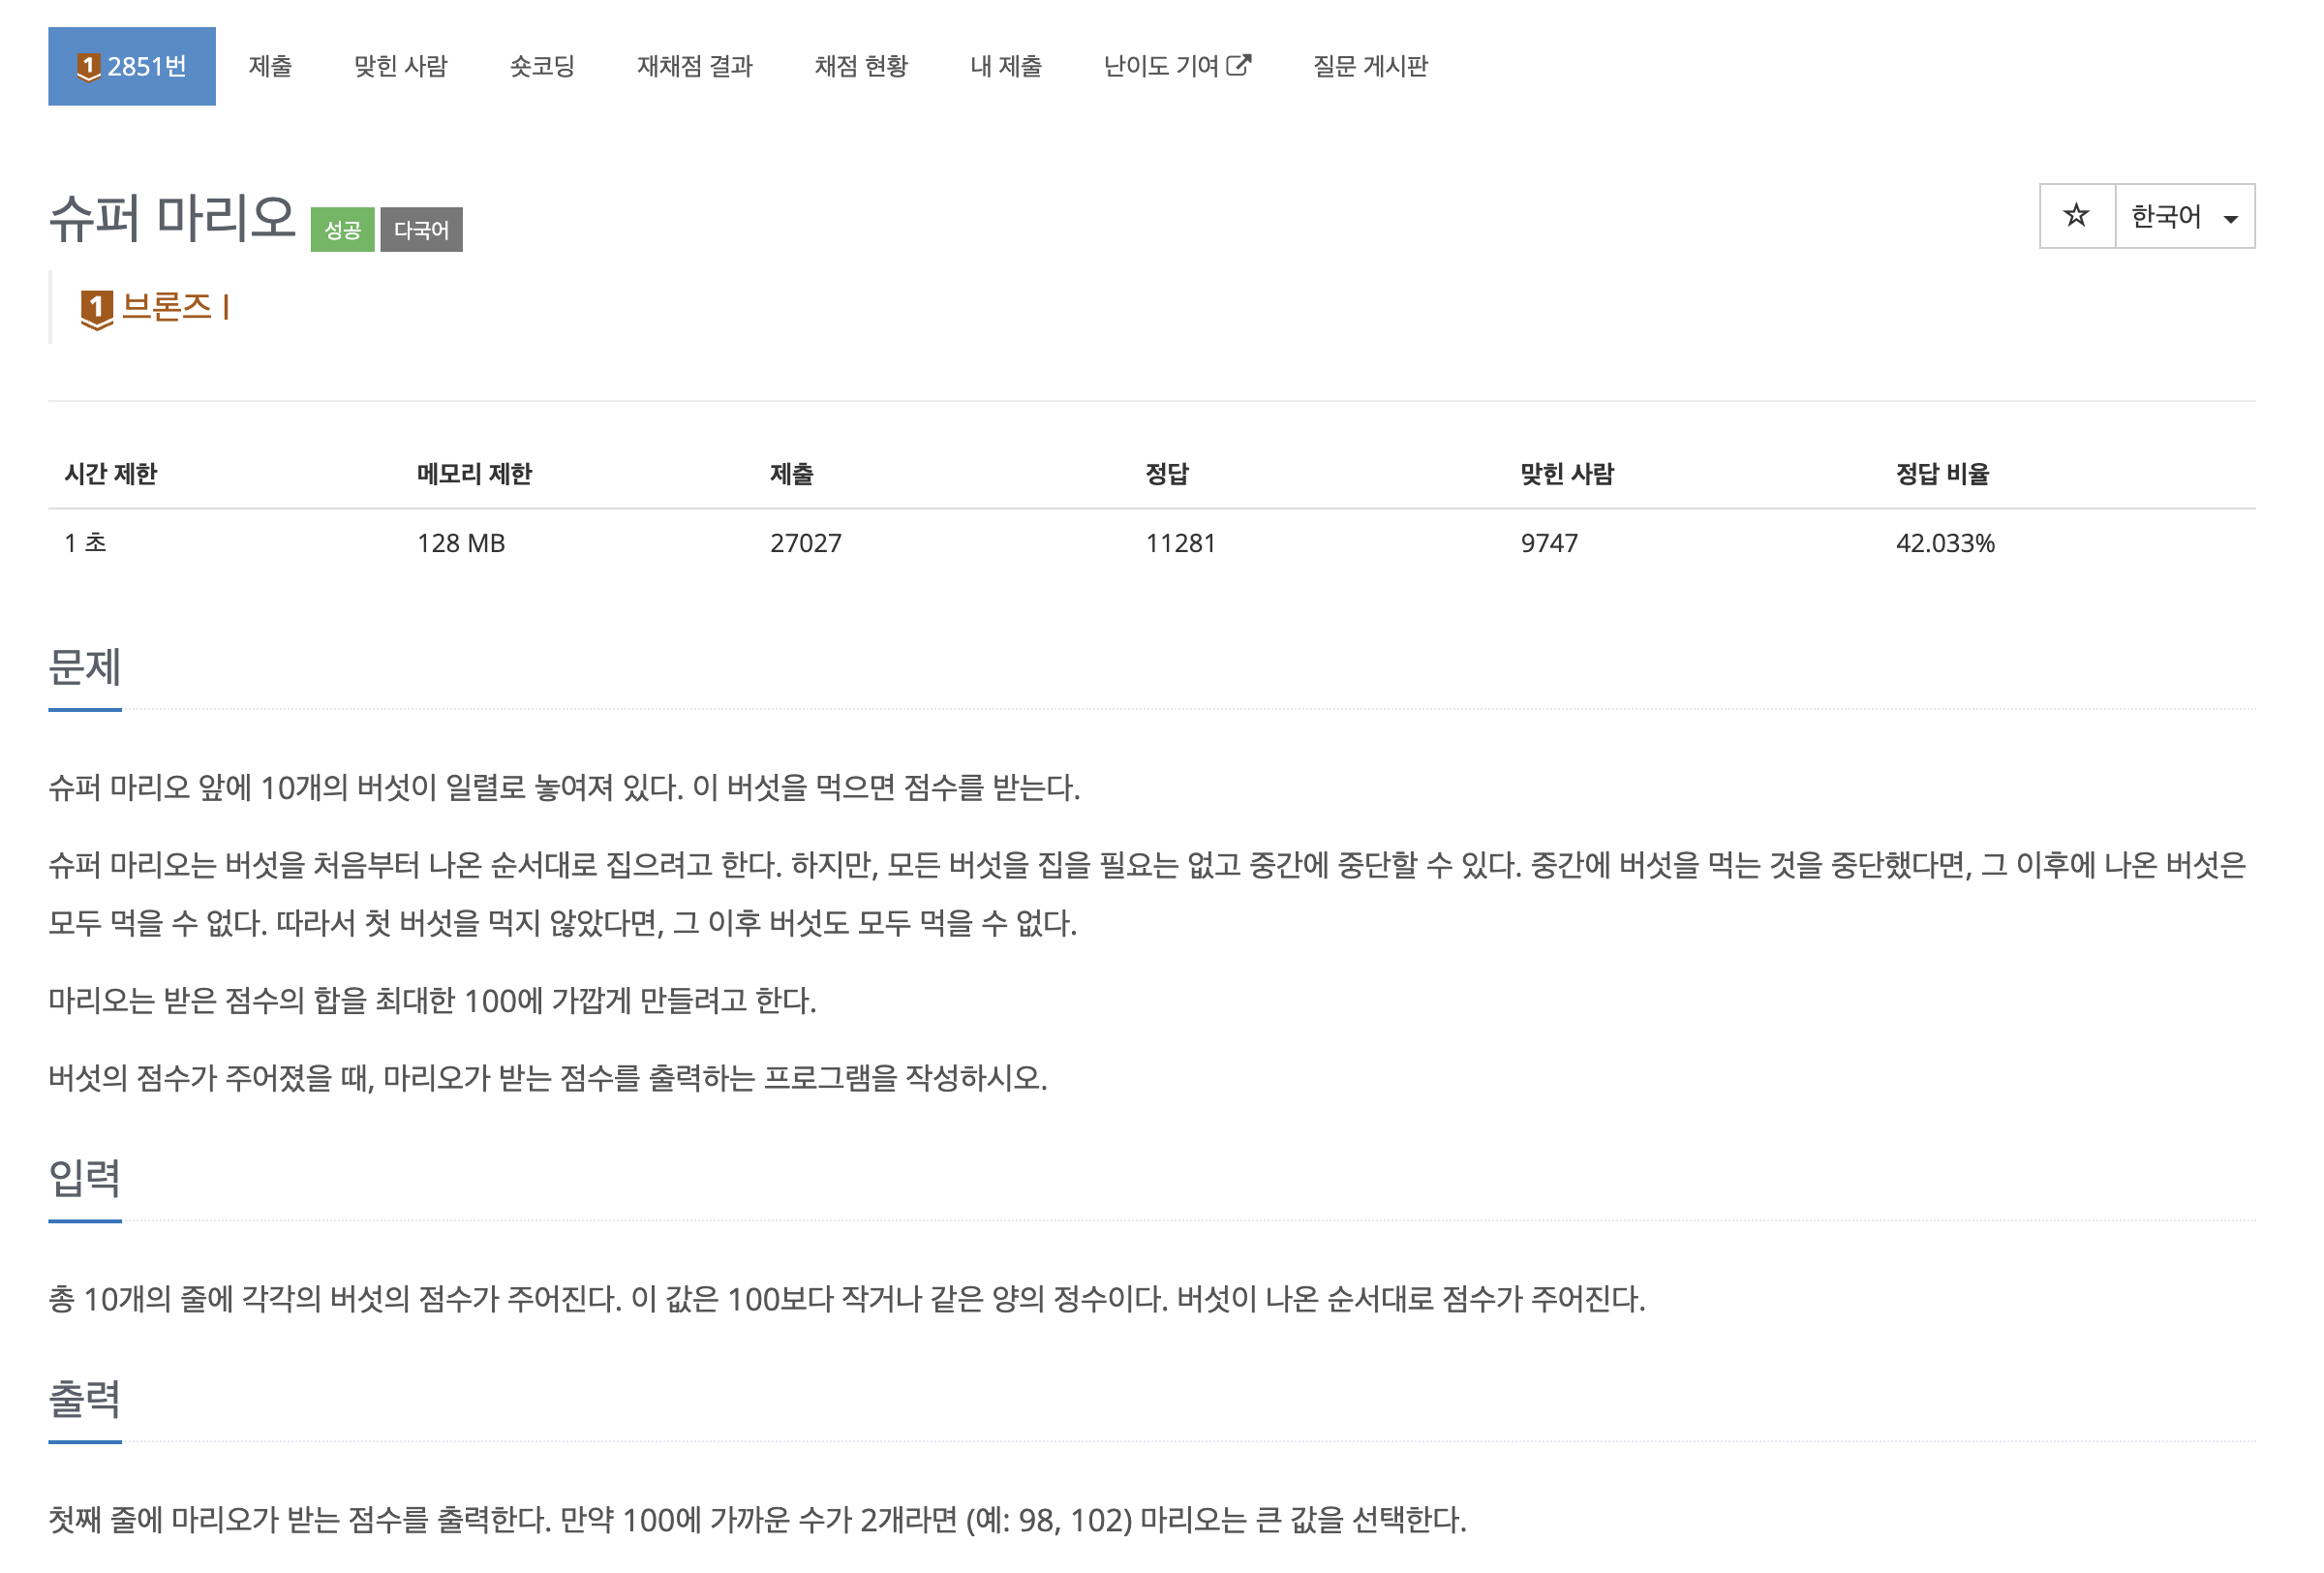 1 2851번 제출 맞힌 사람 숏코딩 재채점 결과 채점 현황 내 제출 난이도 기여 질문 게시판
슈퍼 마리오 성공 다국어 ☆ 한국어
1 브론즈 I
시간 제한 메모리 제한 제출 정답 맞힌 사람 정답 비율
1 초 128 MB 27027 11281 9747 42.033%
문제
슈퍼 마리오 앞에 10개의 버섯이 일렬로 놓여져 있다. 이 버섯을 먹으면 점수를 받는다.
슈퍼 마리오는 버섯을 처음부터 나온 순서대로 집으려고 한다. 하지만, 모든 버섯을 집을 필요는 없고 중간에 중단할 수 있다. 중간에 버섯을 먹는 것을 중단했다면, 그 이후에 나온 버섯은
모두 먹을 수 없다. 따라서 첫 버섯을 먹지 않았다면, 그 이후 버섯도 모두 먹을 수 없다.
마리오는 받은 점수의 합을 최대한 100에 가깝게 만들려고 한다.
버섯의 점수가 주어졌을 때, 마리오가 받는 점수를 출력하는 프로그램을 작성하시오.
입력
총 10개의 줄에 각각의 버섯의 점수가 주어진다. 이 값은 100보다 작거나 같은 양의 정수이다. 버섯이 나온 순서대로 점수가 주어진다.
출력
첫째 줄에 마리오가 받는 점수를 출력한다. 만약 100에 가까운 수가 2개라면 (예: 98, 102) 마리오는 큰 값을 선택한다.